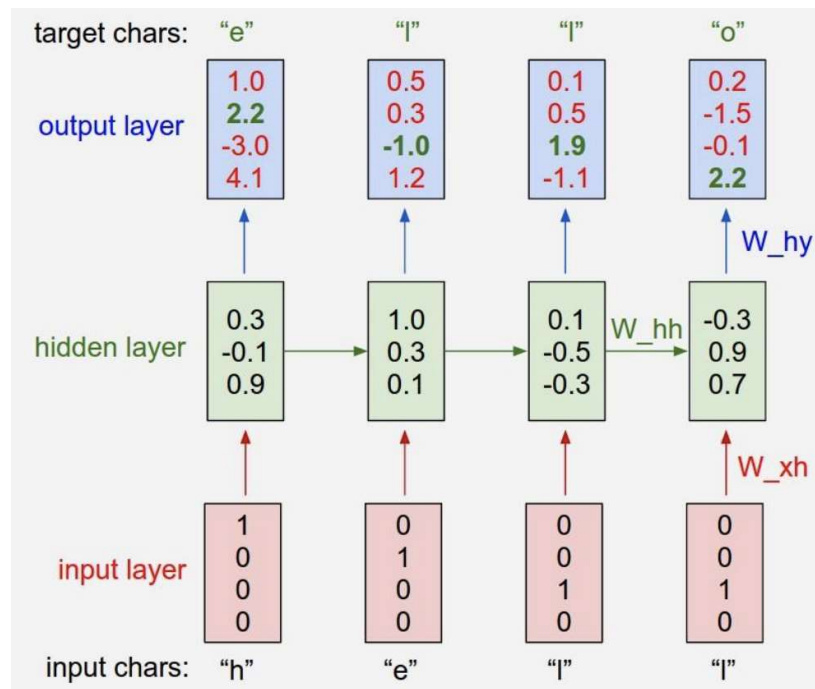 target chars: “e” “l” “l” “o”
output layer
1.0 0.5 0.1 0.2
2.2 0.3 0.5 -1.5
-3.0 -1.0 1.9 -0.1
4.1 1.2 -1.1 2.2
W_hy
hidden layer
0.3 1.0 0.1 -0.3
-0.1 0.3 -0.5 0.9
0.9 0.1 -0.3 0.7
W_hh
W_xh
input layer
1 0 0 0
0 1 0 0
0 0 1 1
0 0 0 0
input chars: “h” “e” “l” “l”